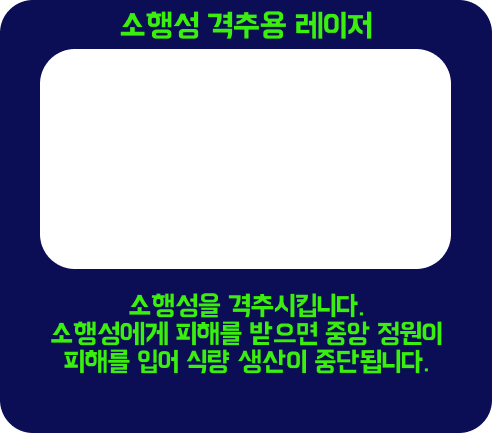 소행성 격추용 레이저
소행성을 격추시킵니다.
소행성에게 피해를 받으면 중앙 정원이
피해를 입어 식량 생산이 중단됩니다.